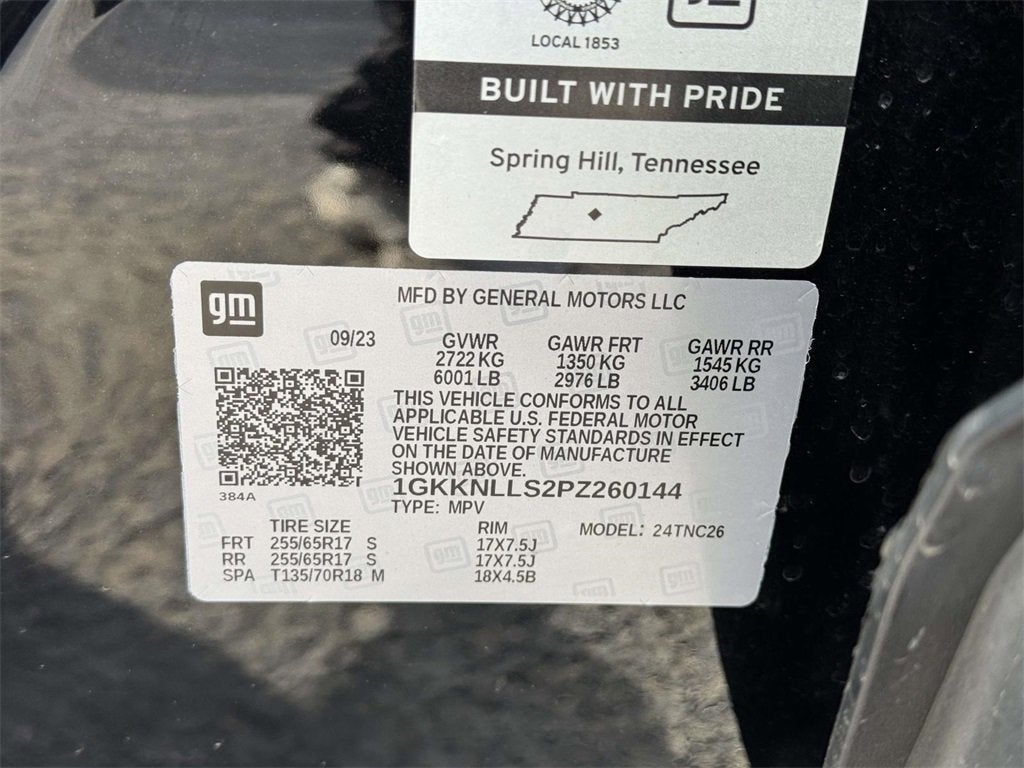 LOCAL 1853
BUILT WITH PRIDE
Spring Hill, Tennessee
gm
MFD BY GENERAL MOTORS LLC
09/23 GVWR GAWR FRT GAWR RR
2722 KG 1350 KG 1545 KG
6001 LB 2976 LB 3406 LB
THIS VEHICLE CONFORMS TO ALL
APPLICABLE U.S. FEDERAL MOTOR
VEHICLE SAFETY STANDARDS IN EFFECT
ON THE DATE OF MANUFACTURE
SHOWN ABOVE.
384A
1GKKNLLS2PZ260144
TYPE: MPV
TIRE SIZE RIM MODEL: 24TNC26
FRT 255/65R17 S 17X7.5J
RR 255/65R17 S 17X7.5J
SPA T135/70R18 M 18X4.5B